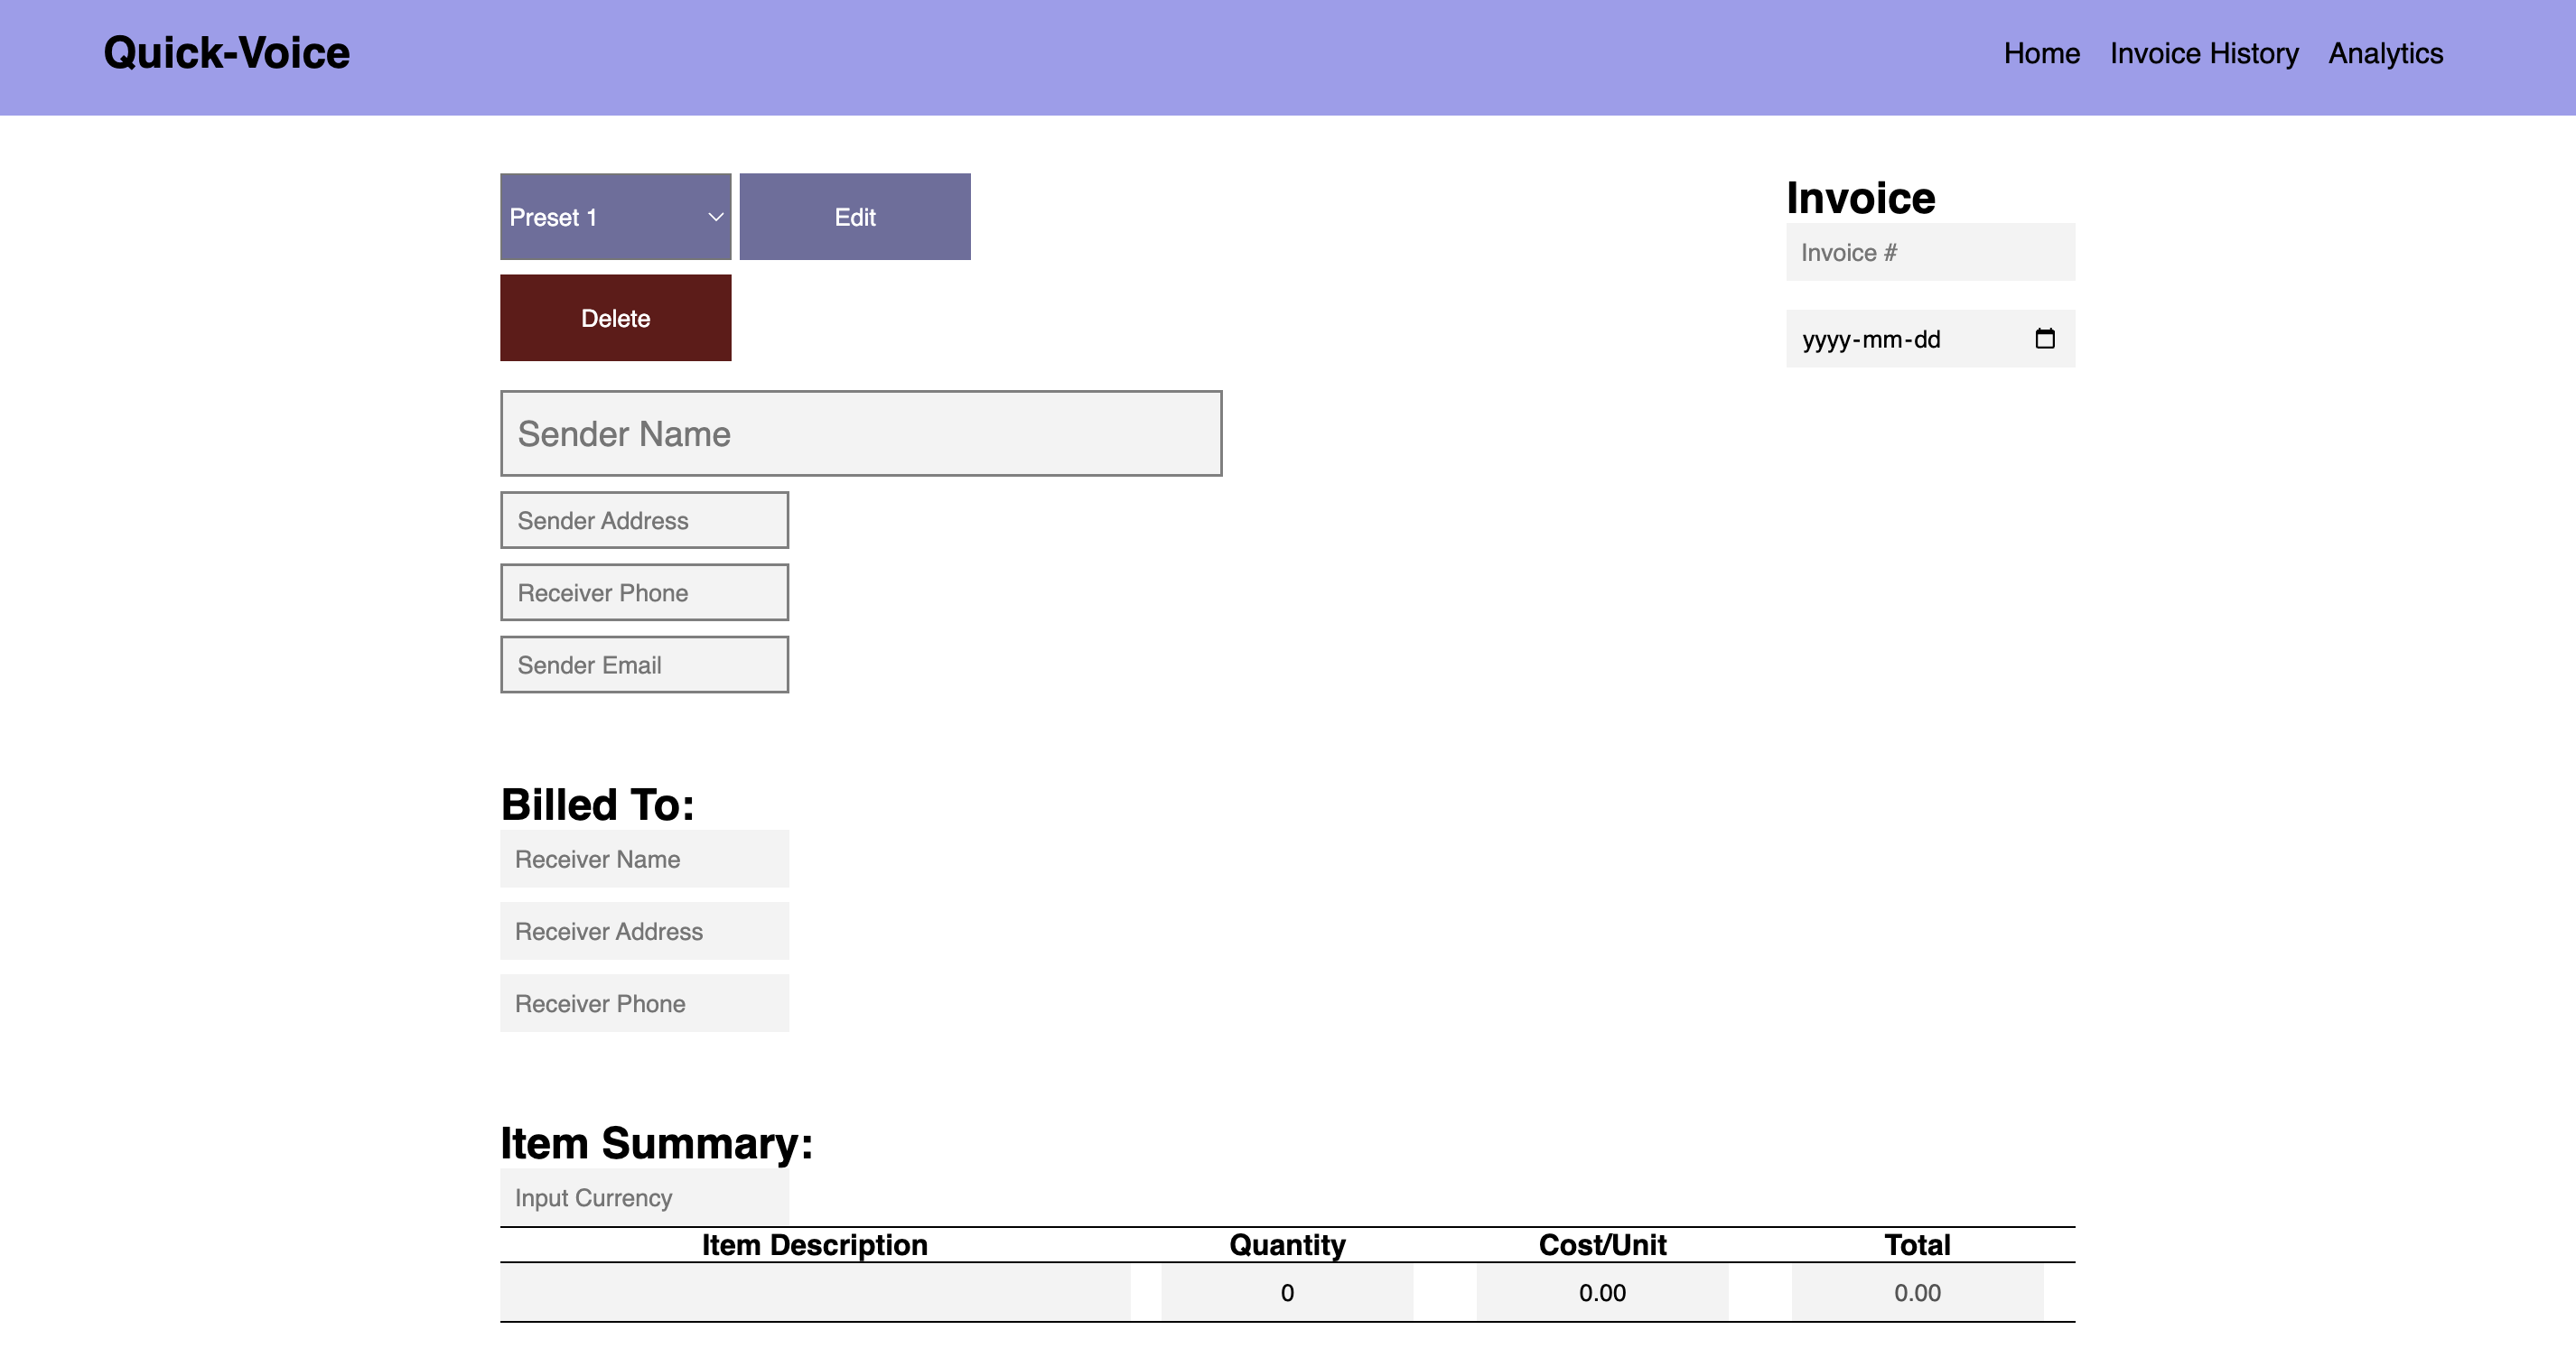 Quick-Voice
Home Invoice History Analytics
Preset 1 Edit
Delete
Invoice
Invoice #
yyyy-mm-dd
Sender Name
Sender Address
Receiver Phone
Sender Email
Billed To:
Receiver Name
Receiver Address
Receiver Phone
Item Summary:
Input Currency
Item Description Quantity Cost/Unit Total
0 0.00 0.00